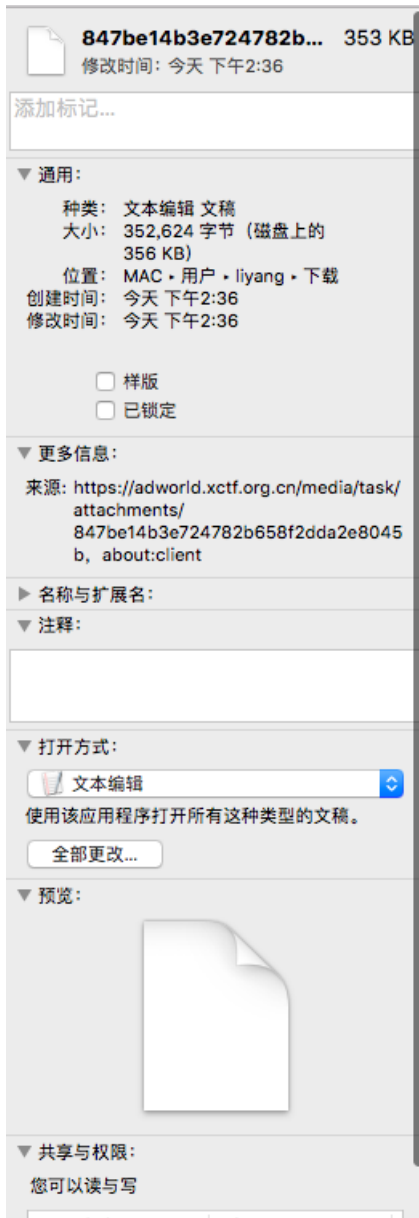 847be14b3e724782b... 353 KB
修改时间：今天 下午2:36
添加标记...
通用：
种类： 文本编辑 文稿
大小： 352,624 字节（磁盘上的
356 KB）
位置： MAC ▸ 用户 ▸ liyang ▸ 下载
创建时间： 今天 下午2:36
修改时间： 今天 下午2:36
样版
已锁定
更多信息：
来源: https://adworld.xctf.org.cn/media/task/
attachments/
847be14b3e724782b658f2dda2e8045
b，about:client
名称与扩展名：
注释：
打开方式：
文本编辑
使用该应用程序打开所有这种类型的文稿。
全部更改...
预览：
共享与权限：
您可以读与写